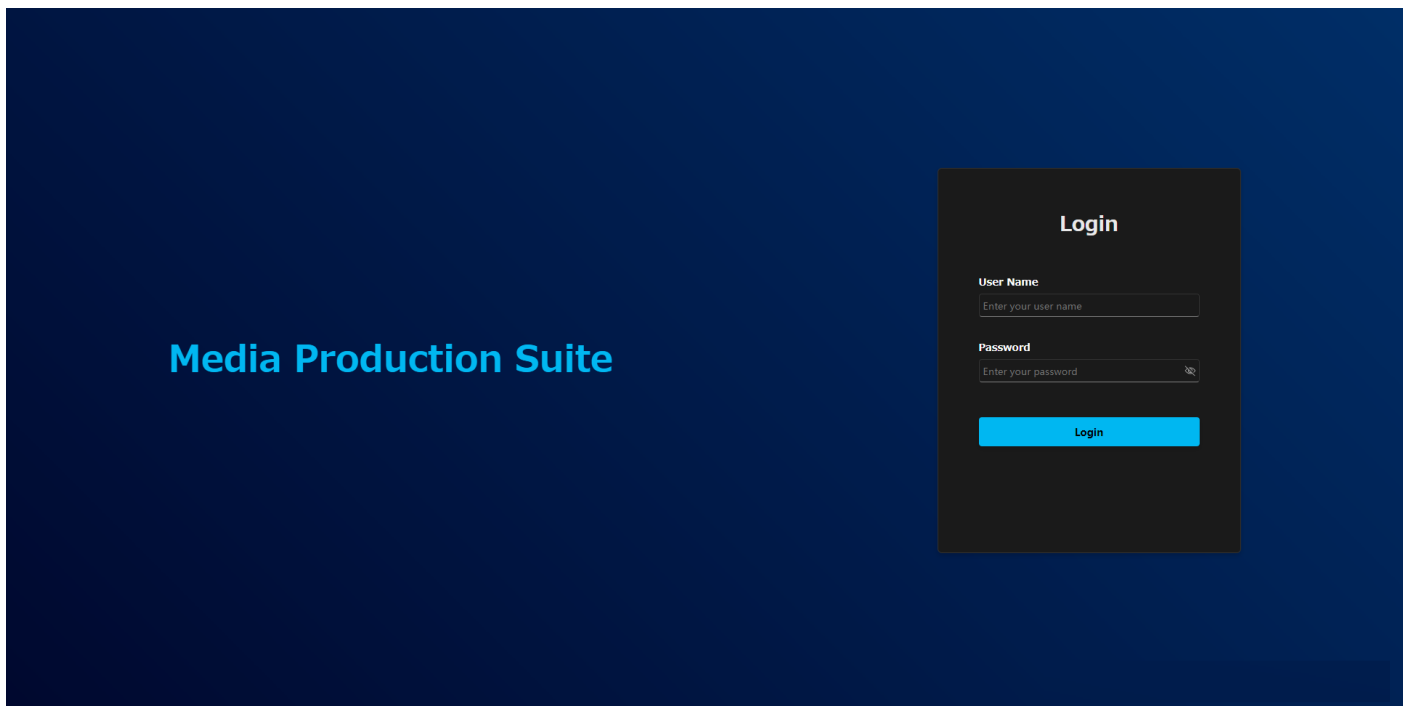 Media Production Suite
Login
User Name
Enter your user name
Password
Enter your password
Login